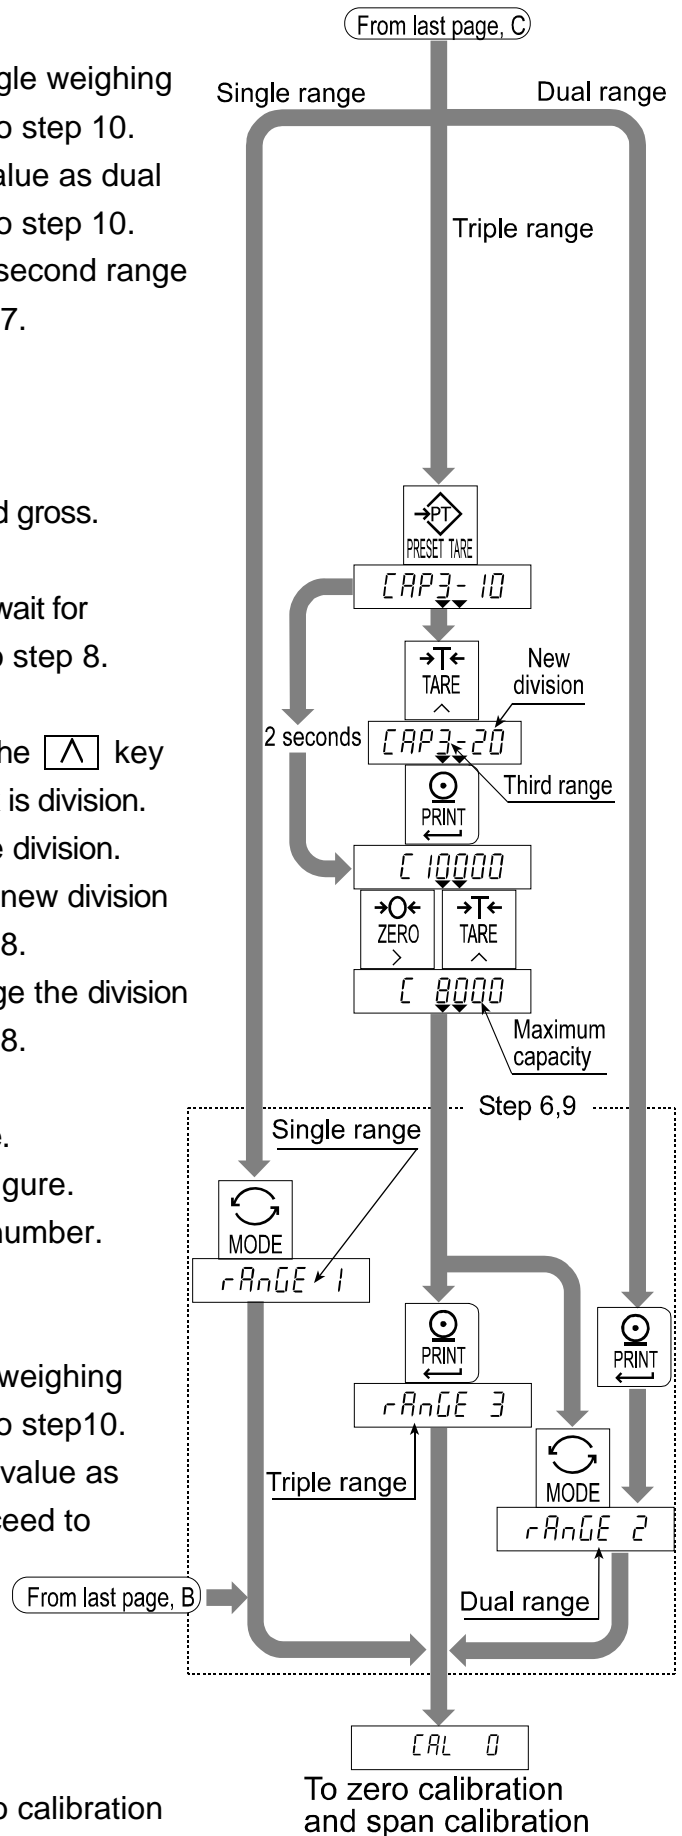 From last page, C
gle weighing
Single range
Dual range
o step 10.
alue as dual
o step 10.
Triple range
second range
7.
d gross.
PT
PRESET TARE
CAP3-10
wait for
o step 8.
→T←
TARE
New
division
2 seconds
CAP3-20
he ∧ key
Third range
is division.
PRINT
e division.
C 10000
new division
→O←
ZERO
→T←
TARE
8.
ge the division
C 8000
8.
Maximum
capacity
Step 6,9
e.
Single range
igure.
number.
MODE
rAnGE 1
PRINT
PRINT
weighing
rAnGE 3
o step10.
value as
Triple range
MODE
ceed to
rAnGE 2
From last page, B
Dual range
CAL 0
To zero calibration
and span calibration
o calibration